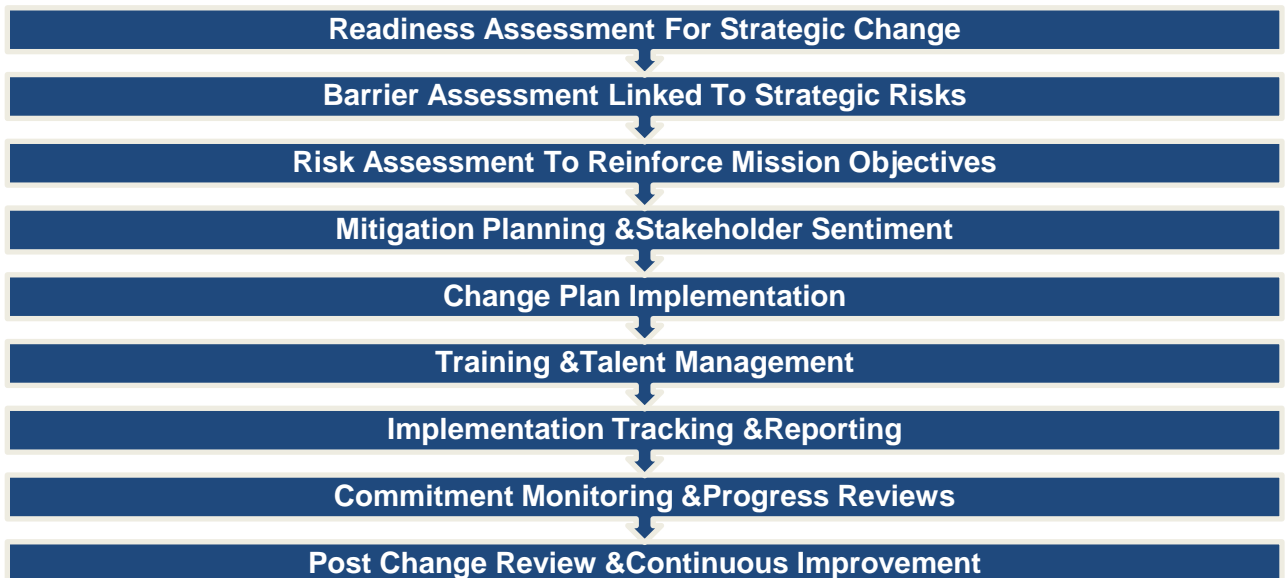 Readiness Assessment For Strategic Change
Barrier Assessment Linked To Strategic Risks
Risk Assessment To Reinforce Mission Objectives
Mitigation Planning &Stakeholder Sentiment
Change Plan Implementation
Training &Talent Management
Implementation Tracking &Reporting
Commitment Monitoring &Progress Reviews
Post Change Review &Continuous Improvement